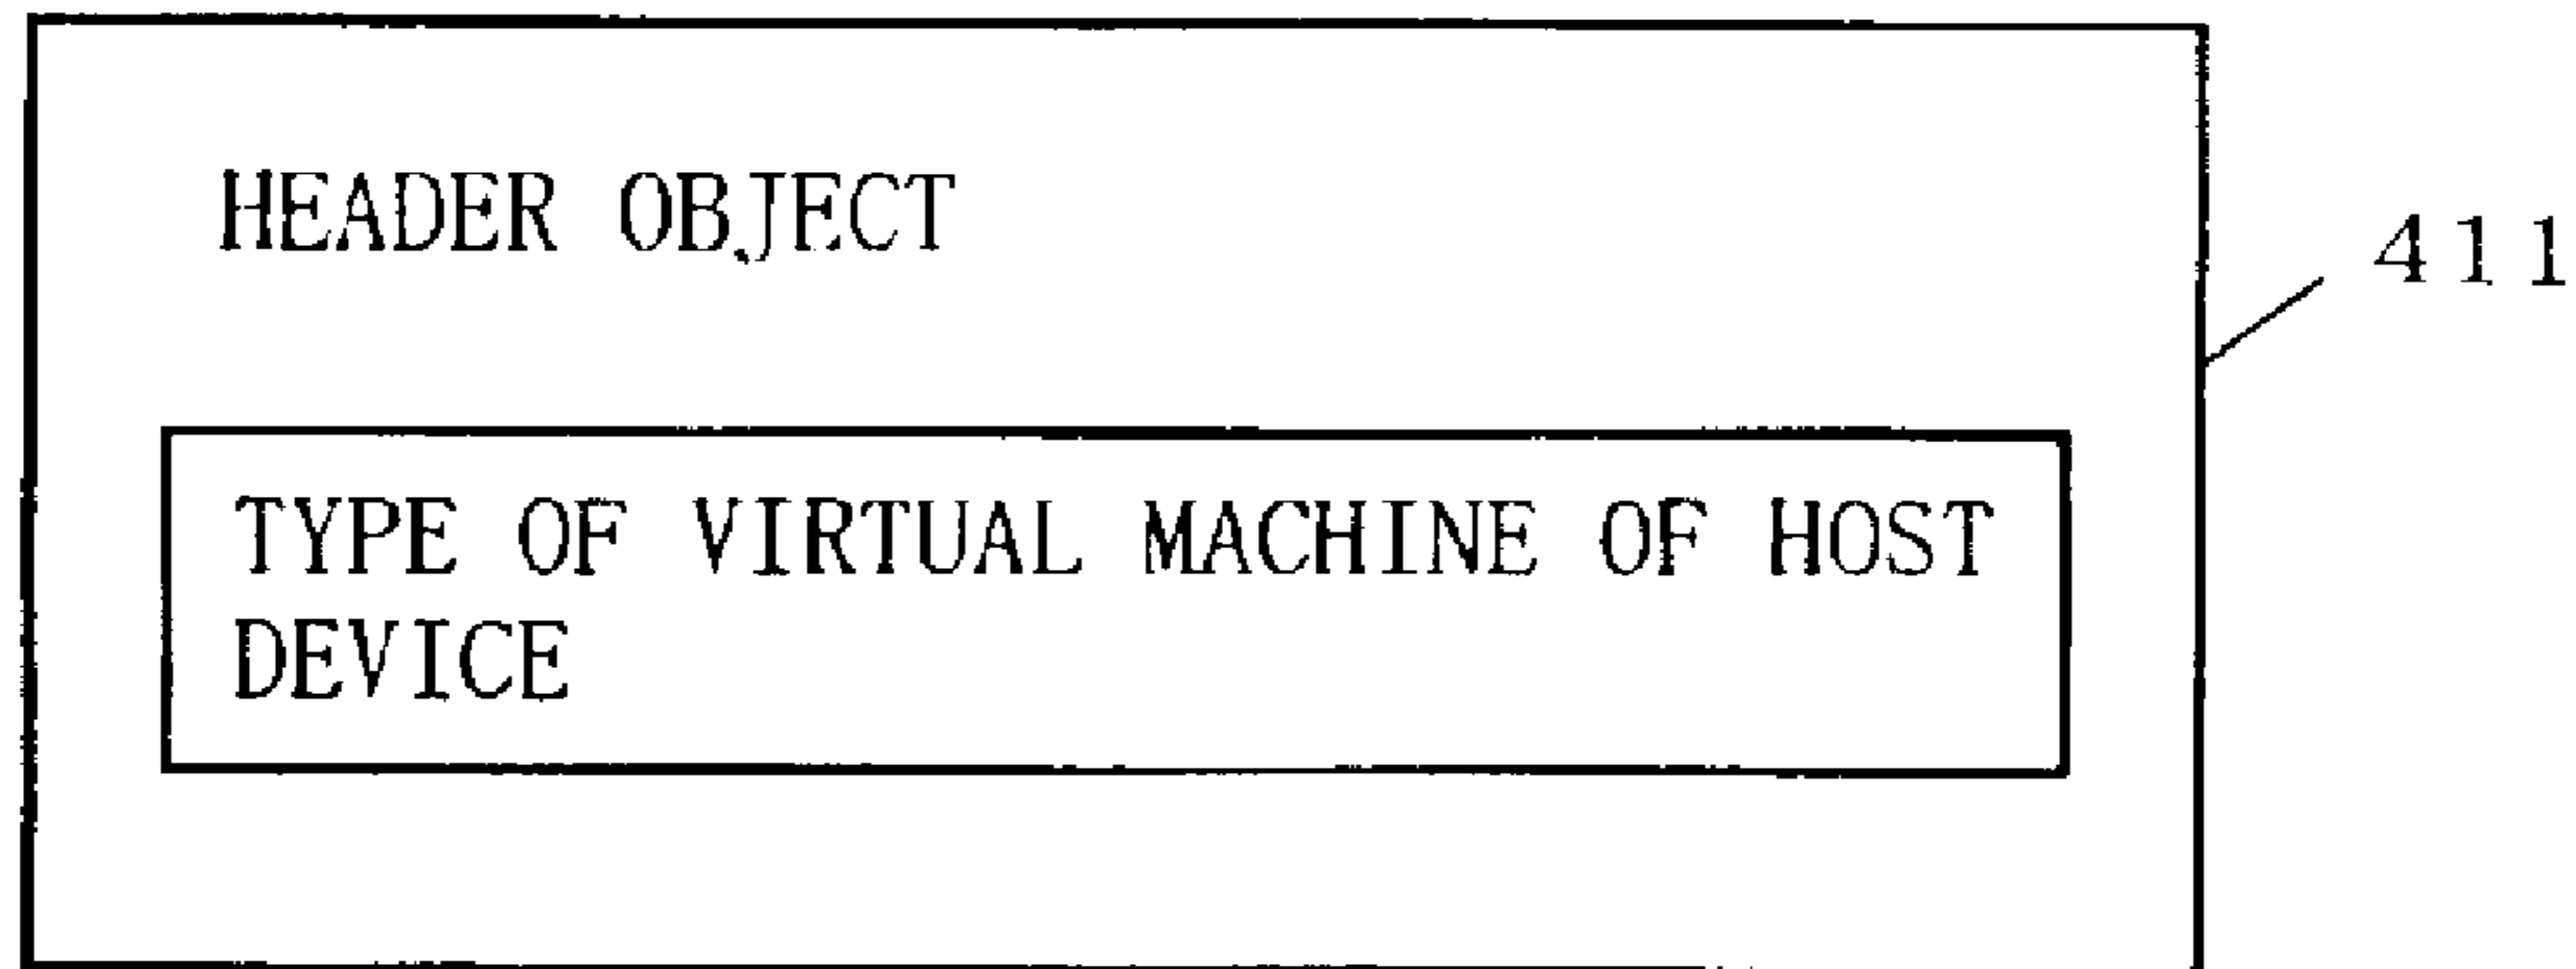 HEADER OBJECT
411
TYPE OF VIRTUAL MACHINE OF HOST
DEVICE